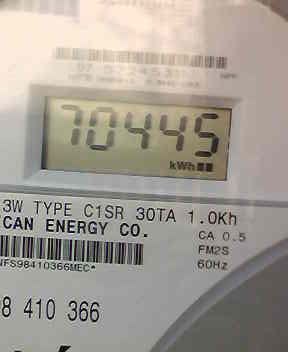 70445
kWh
3W TYPE C1SR 30TA 1.0Kh
CAN ENERGY CO.
CA 0.5
FM2S
NFS98410366MEC*
60Hz
8 410 366